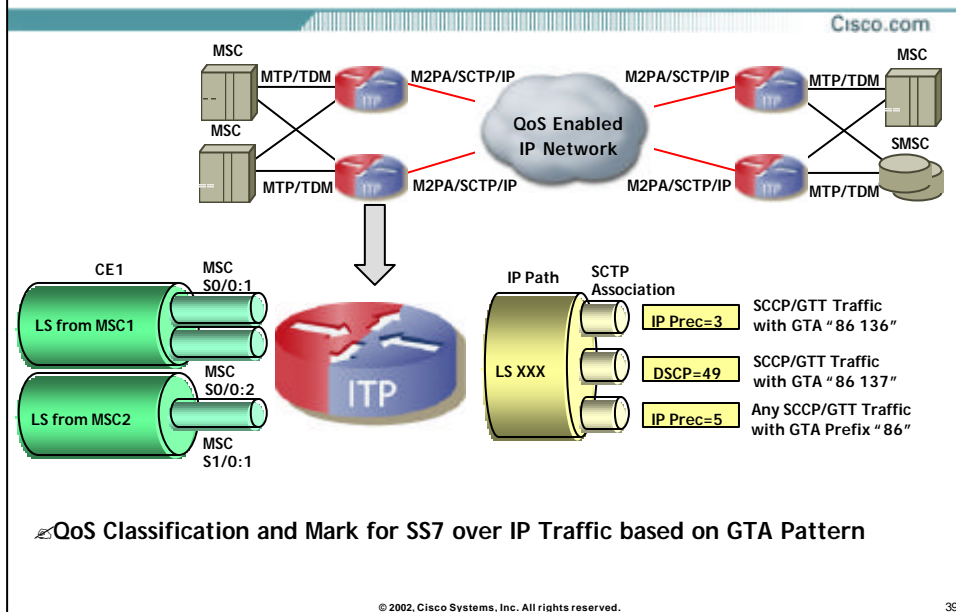 Cisco.com
MSC
MTP/TDM
ITP
M2PA/SCTP/IP
MSC
MTP/TDM
ITP
M2PA/SCTP/IP
QoS Enabled
IP Network
M2PA/SCTP/IP
ITP
MTP/TDM
MSC
M2PA/SCTP/IP
ITP
MTP/TDM
SMSC
CE1
MSC
S0/0:1
LS from MSC1
MSC
S0/0:2
LS from MSC2
MSC
S1/0:1
ITP
IP Path
SCTP
Association
LS XXX
IP Prec=3
SCCP/GTT Traffic
with GTA “86 136”
DSCP=49
SCCP/GTT Traffic
with GTA “86 137”
IP Prec=5
Any SCCP/GTT Traffic
with GTA Prefix “86”
QoS Classification and Mark for SS7 over IP Traffic based on GTA Pattern
© 2002, Cisco Systems, Inc. All rights reserved.
39